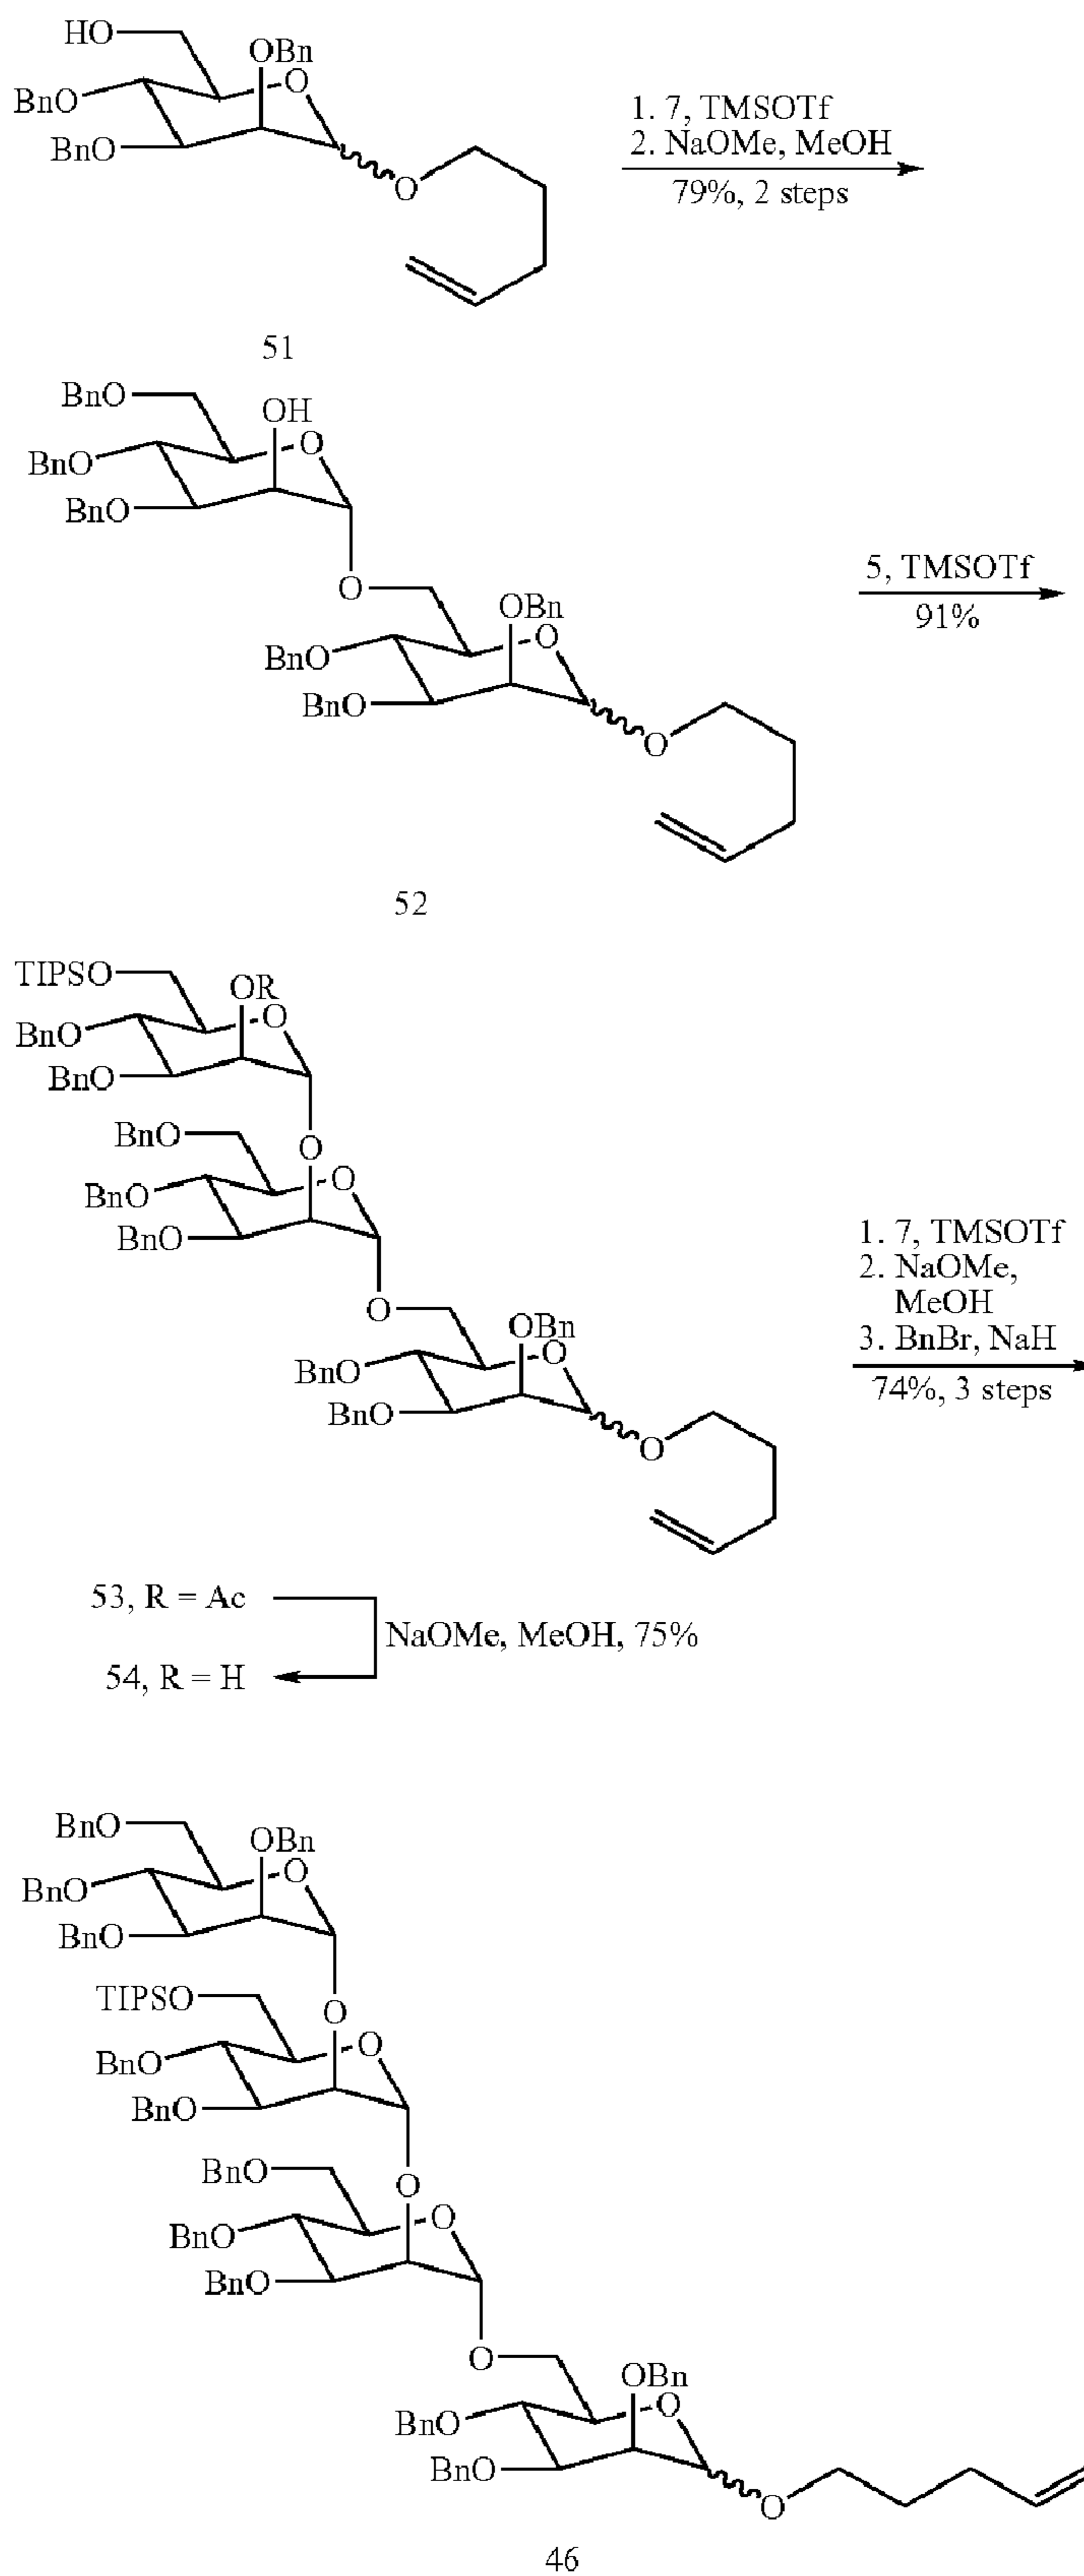 HO
OBn
O
BnO
BnO
O
1. 7, TMSOTf
2. NaOMe, MeOH
79%, 2 steps
51
BnO
OH
O
BnO
BnO
O
OBn
O
BnO
BnO
O
5, TMSOTf
91%
52
TIPSO
OR
O
BnO
BnO
O
BnO
O
BnO
BnO
O
OBn
O
BnO
BnO
O
1. 7, TMSOTf
2. NaOMe,
MeOH
3. BnBr, NaH
74%, 3 steps
53, R = Ac
NaOMe, MeOH, 75%
54, R = H
BnO
OBn
O
BnO
BnO
TIPSO
O
O
BnO
BnO
BnO
O
O
BnO
BnO
O
OBn
O
BnO
BnO
O
46